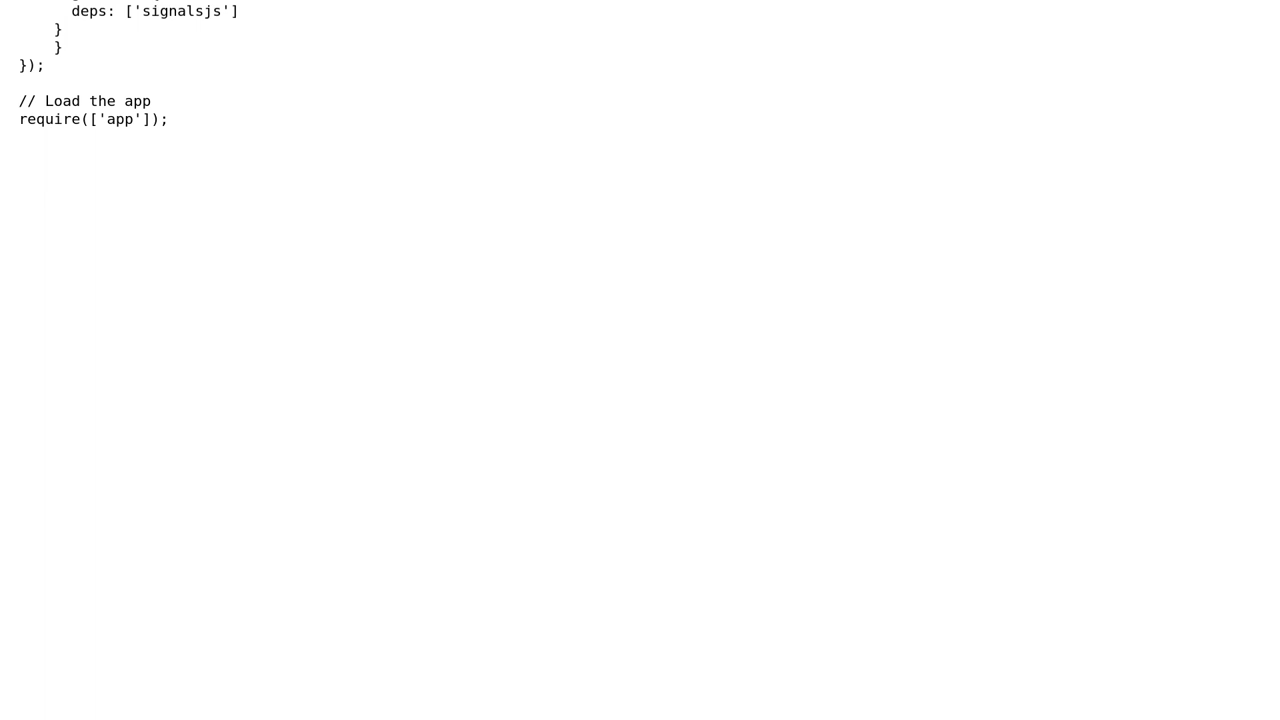 deps: ['signalsjs']
    }
    }
});

// Load the app
require(['app']);